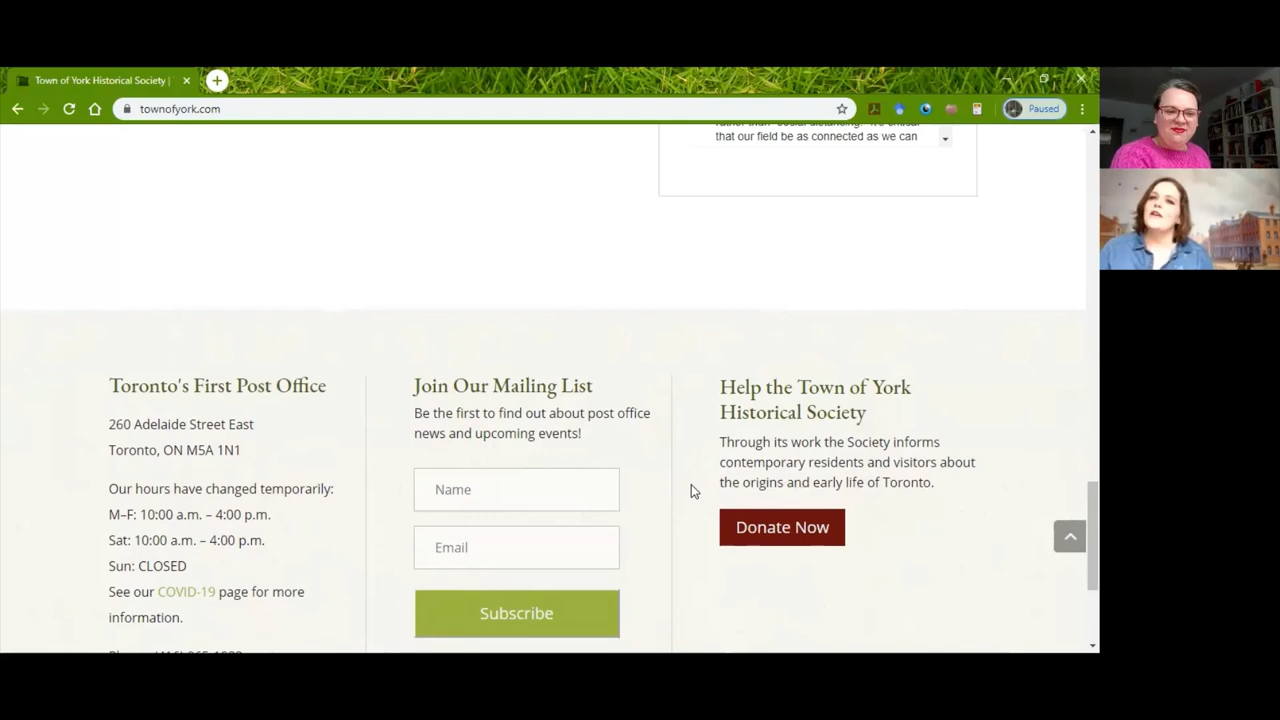 Town of York Historical Society |
townofyork.com
Paused
that our field be as connected as we can
Toronto's First Post Office
260 Adelaide Street East
Toronto, ON M5A 1N1
Our hours have changed temporarily:
M–F: 10:00 a.m. – 4:00 p.m.
Sat: 10:00 a.m. – 4:00 p.m.
Sun: CLOSED
See our COVID-19 page for more
information.
Join Our Mailing List
Be the first to find out about post office
news and upcoming events!
Name
Email
Subscribe
Help the Town of York
Historical Society
Through its work the Society informs
contemporary residents and visitors about
the origins and early life of Toronto.
Donate Now